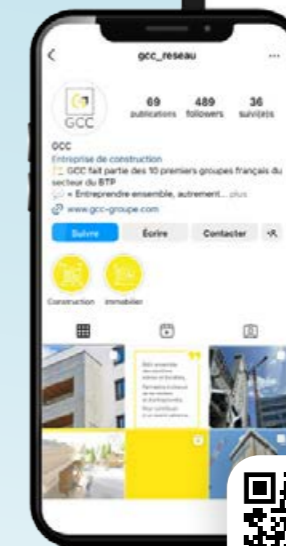 gcc_reseau
GCC
69 489 36
publications followers suivi(e)s
GCC
Entreprise de construction
GCC fait partie des 10 premiers groupes français du
secteur du BTP
« Entreprendre ensemble, autrement... plus
www.gcc-groupe.com
Suivre Écrire Contacter
Construction Immobilier